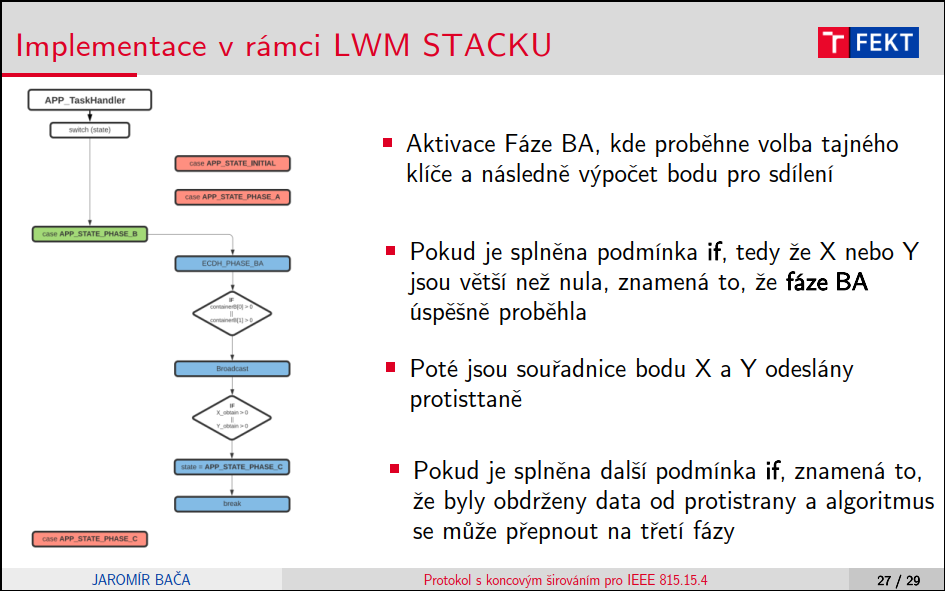 Implementace v rámci LWM STACKU
T FEKT
APP_TaskHandler
switch (state)
case APP_STATE_INITIAL
case APP_STATE_PHASE_A
case APP_STATE_PHASE_B
ECDH_PHASE_BA
IF
containerB[0] > 0
||
containerB[1] > 0
Broadcast
IF
X_obtain > 0
||
Y_obtain > 0
state = APP_STATE_PHASE_C
break
case APP_STATE_PHASE_C
Aktivace Fáze BA, kde proběhne volba tajného
klíče a následně výpočet bodu pro sdílení
Pokud je splněna podmínka if, tedy že X nebo Y
jsou větší než nula, znamená to, že fáze BA
úspěšně proběhla
Poté jsou souřadnice bodu X a Y odeslány
protisttaně
Pokud je splněna další podmínka if, znamená to,
že byly obdrženy data od protistrany a algoritmus
se může přepnout na třetí fázy
JAROMÍR BAČA
Protokol s koncovým širováním pro IEEE 815.15.4
27 / 29